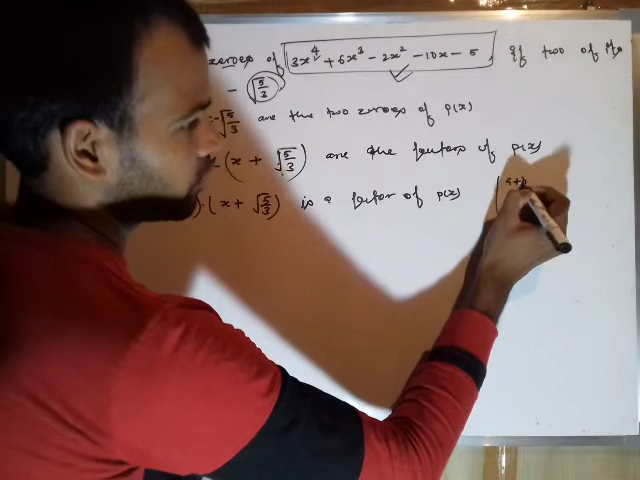 zeroes of 3x⁴ + 6x³ - 2x² - 10x - 5 If two of
- √5/3
= -√5/3 are the two zeroes of P(x)
(x + √5/3) are the factors of P(x)
). (x + √5/3) is a factor of P(x) (a+b